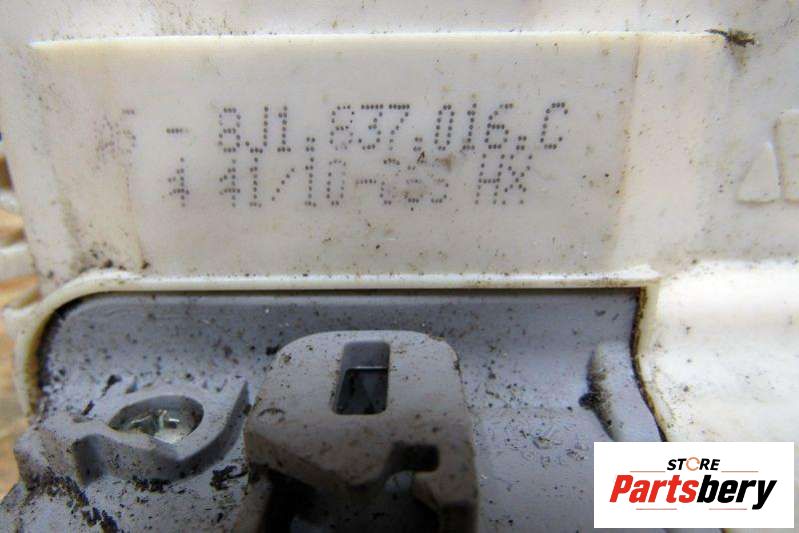 - 8J1.837.016.C
4 41/10- HX
STORE
Partsbery